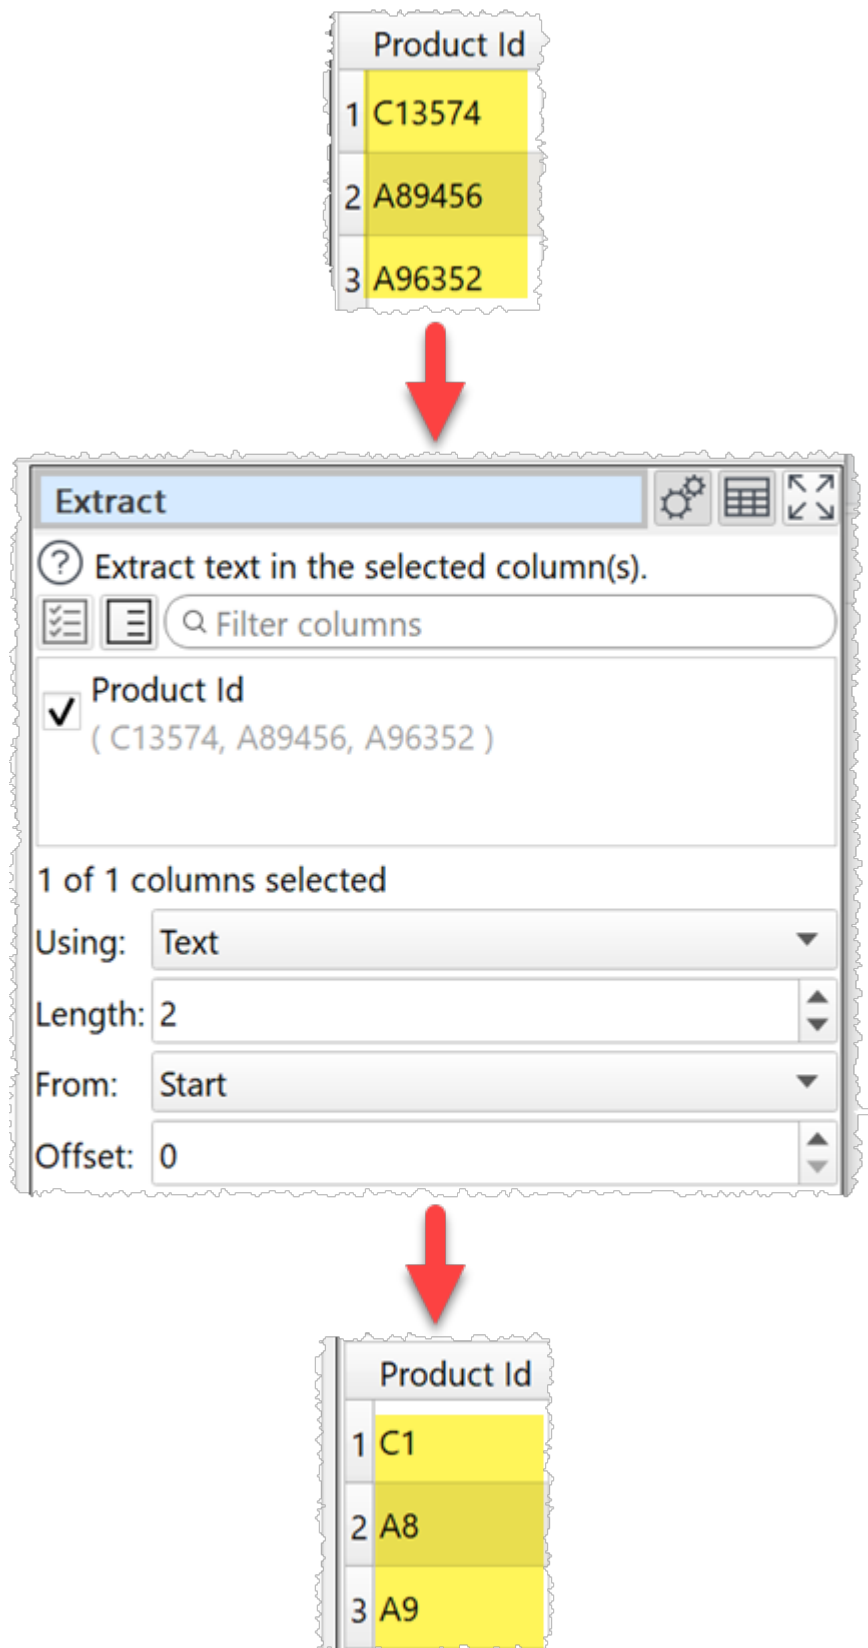 Product Id
1 C13574
2 A89456
3 A96352
Extract
? Extract text in the selected column(s).
Filter columns
Product Id
( C13574, A89456, A96352 )
1 of 1 columns selected
Using: Text
Length: 2
From: Start
Offset: 0
Product Id
1 C1
2 A8
3 A9